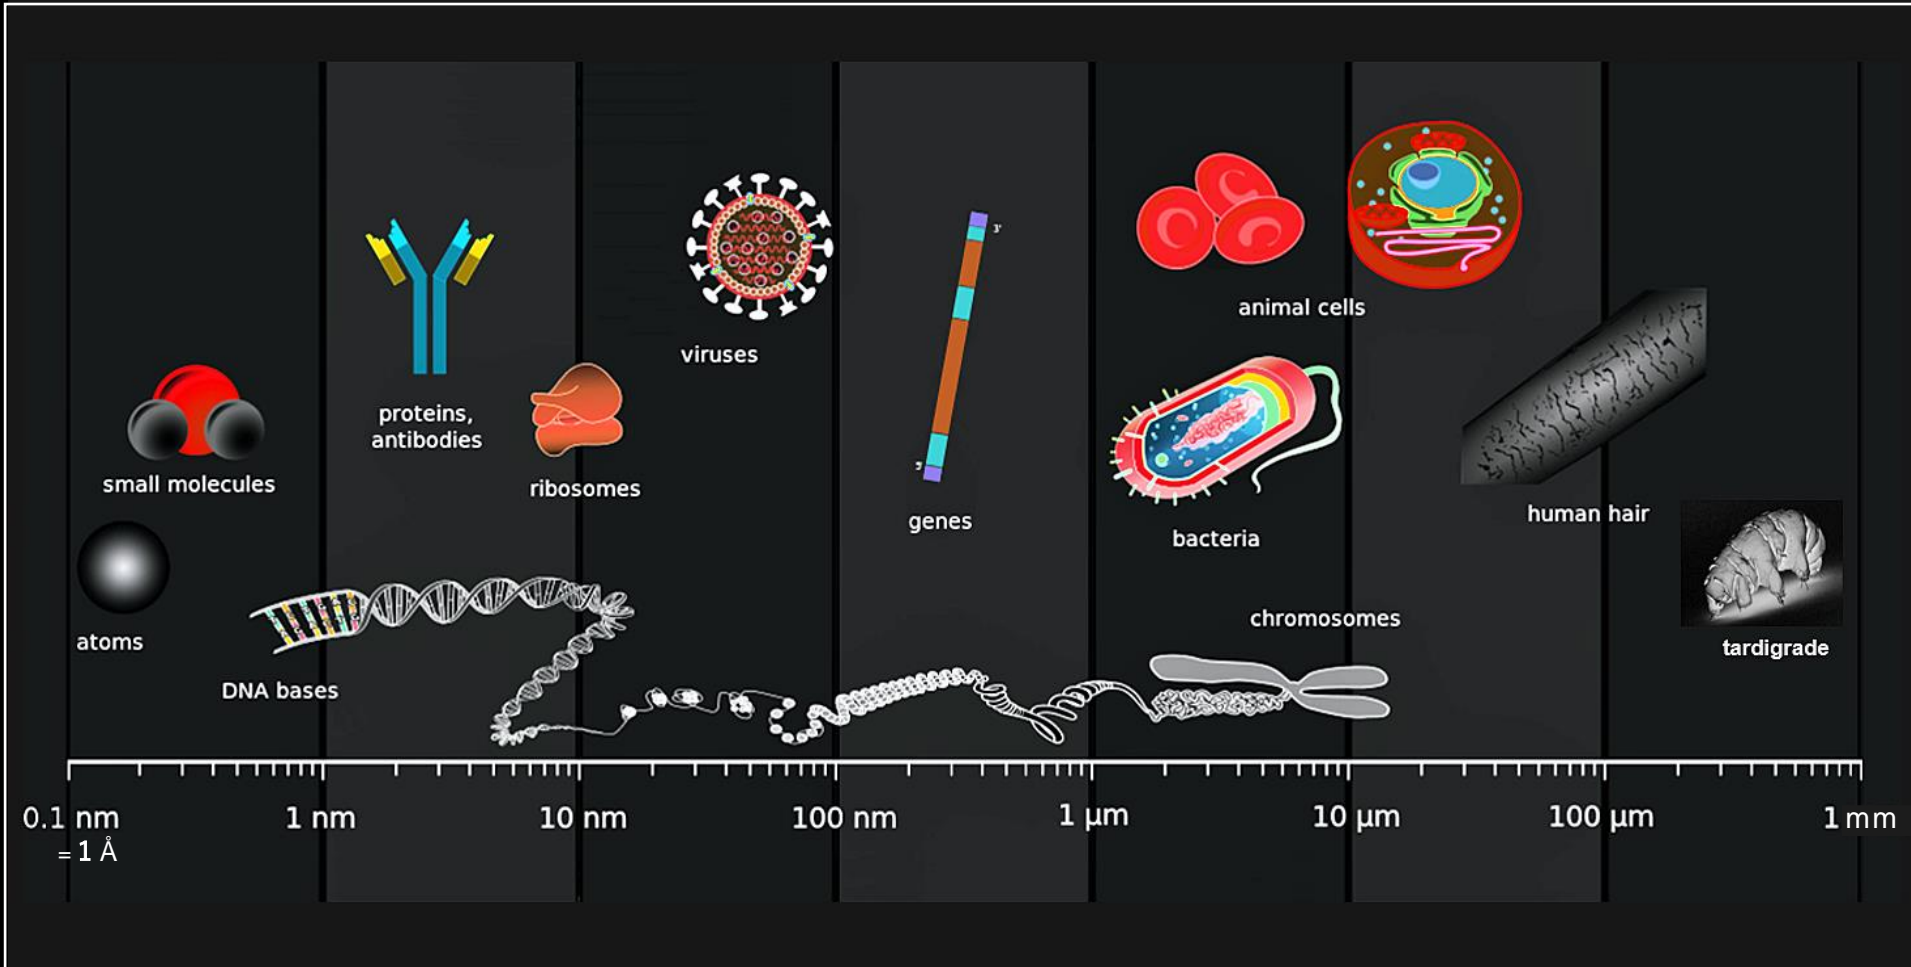 viruses
3'
animal cells
proteins,
antibodies
small molecules
ribosomes
genes
bacteria
human hair
atoms
DNA bases
chromosomes
tardigrade
0.1 nm
= 1 Å
1 nm
10 nm
100 nm
1 µm
10 µm
100 µm
1 mm